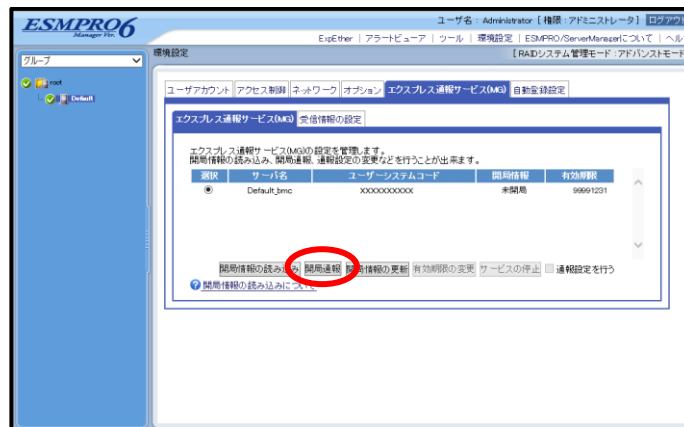 ESMPRO6
Manager Ver.
ユーザ名 : Administrator [ 権限 : アドミニストレータ ] ログアウト
ExpEther | アラートビューア | ツール | 環境設定 | ESMPRO/ServerManagerについて | ヘル
グループ
環境設定
[ RAIDシステム管理モード : アドバンストモード
root
Default
ユーザアカウント アクセス制御 ネットワーク オプション エクスプレス通報サービス(MG) 自動登録設定
エクスプレス通報サービス(MG) 受信情報の設定
エクスプレス通報サービス(MG)の設定を管理します。
開局情報の読み込み、開局通報、通報設定の変更などを行うことが出来ます。
選択 サーバ名 ユーザーシステムコード 開局情報 有効期限
Default_bmc XXXXXXXXXX 未開局 99991231
開局情報の読み込み 開局通報 開局情報の更新 有効期限の変更 サービスの停止 通報設定を行う
開局情報の読み込みについて